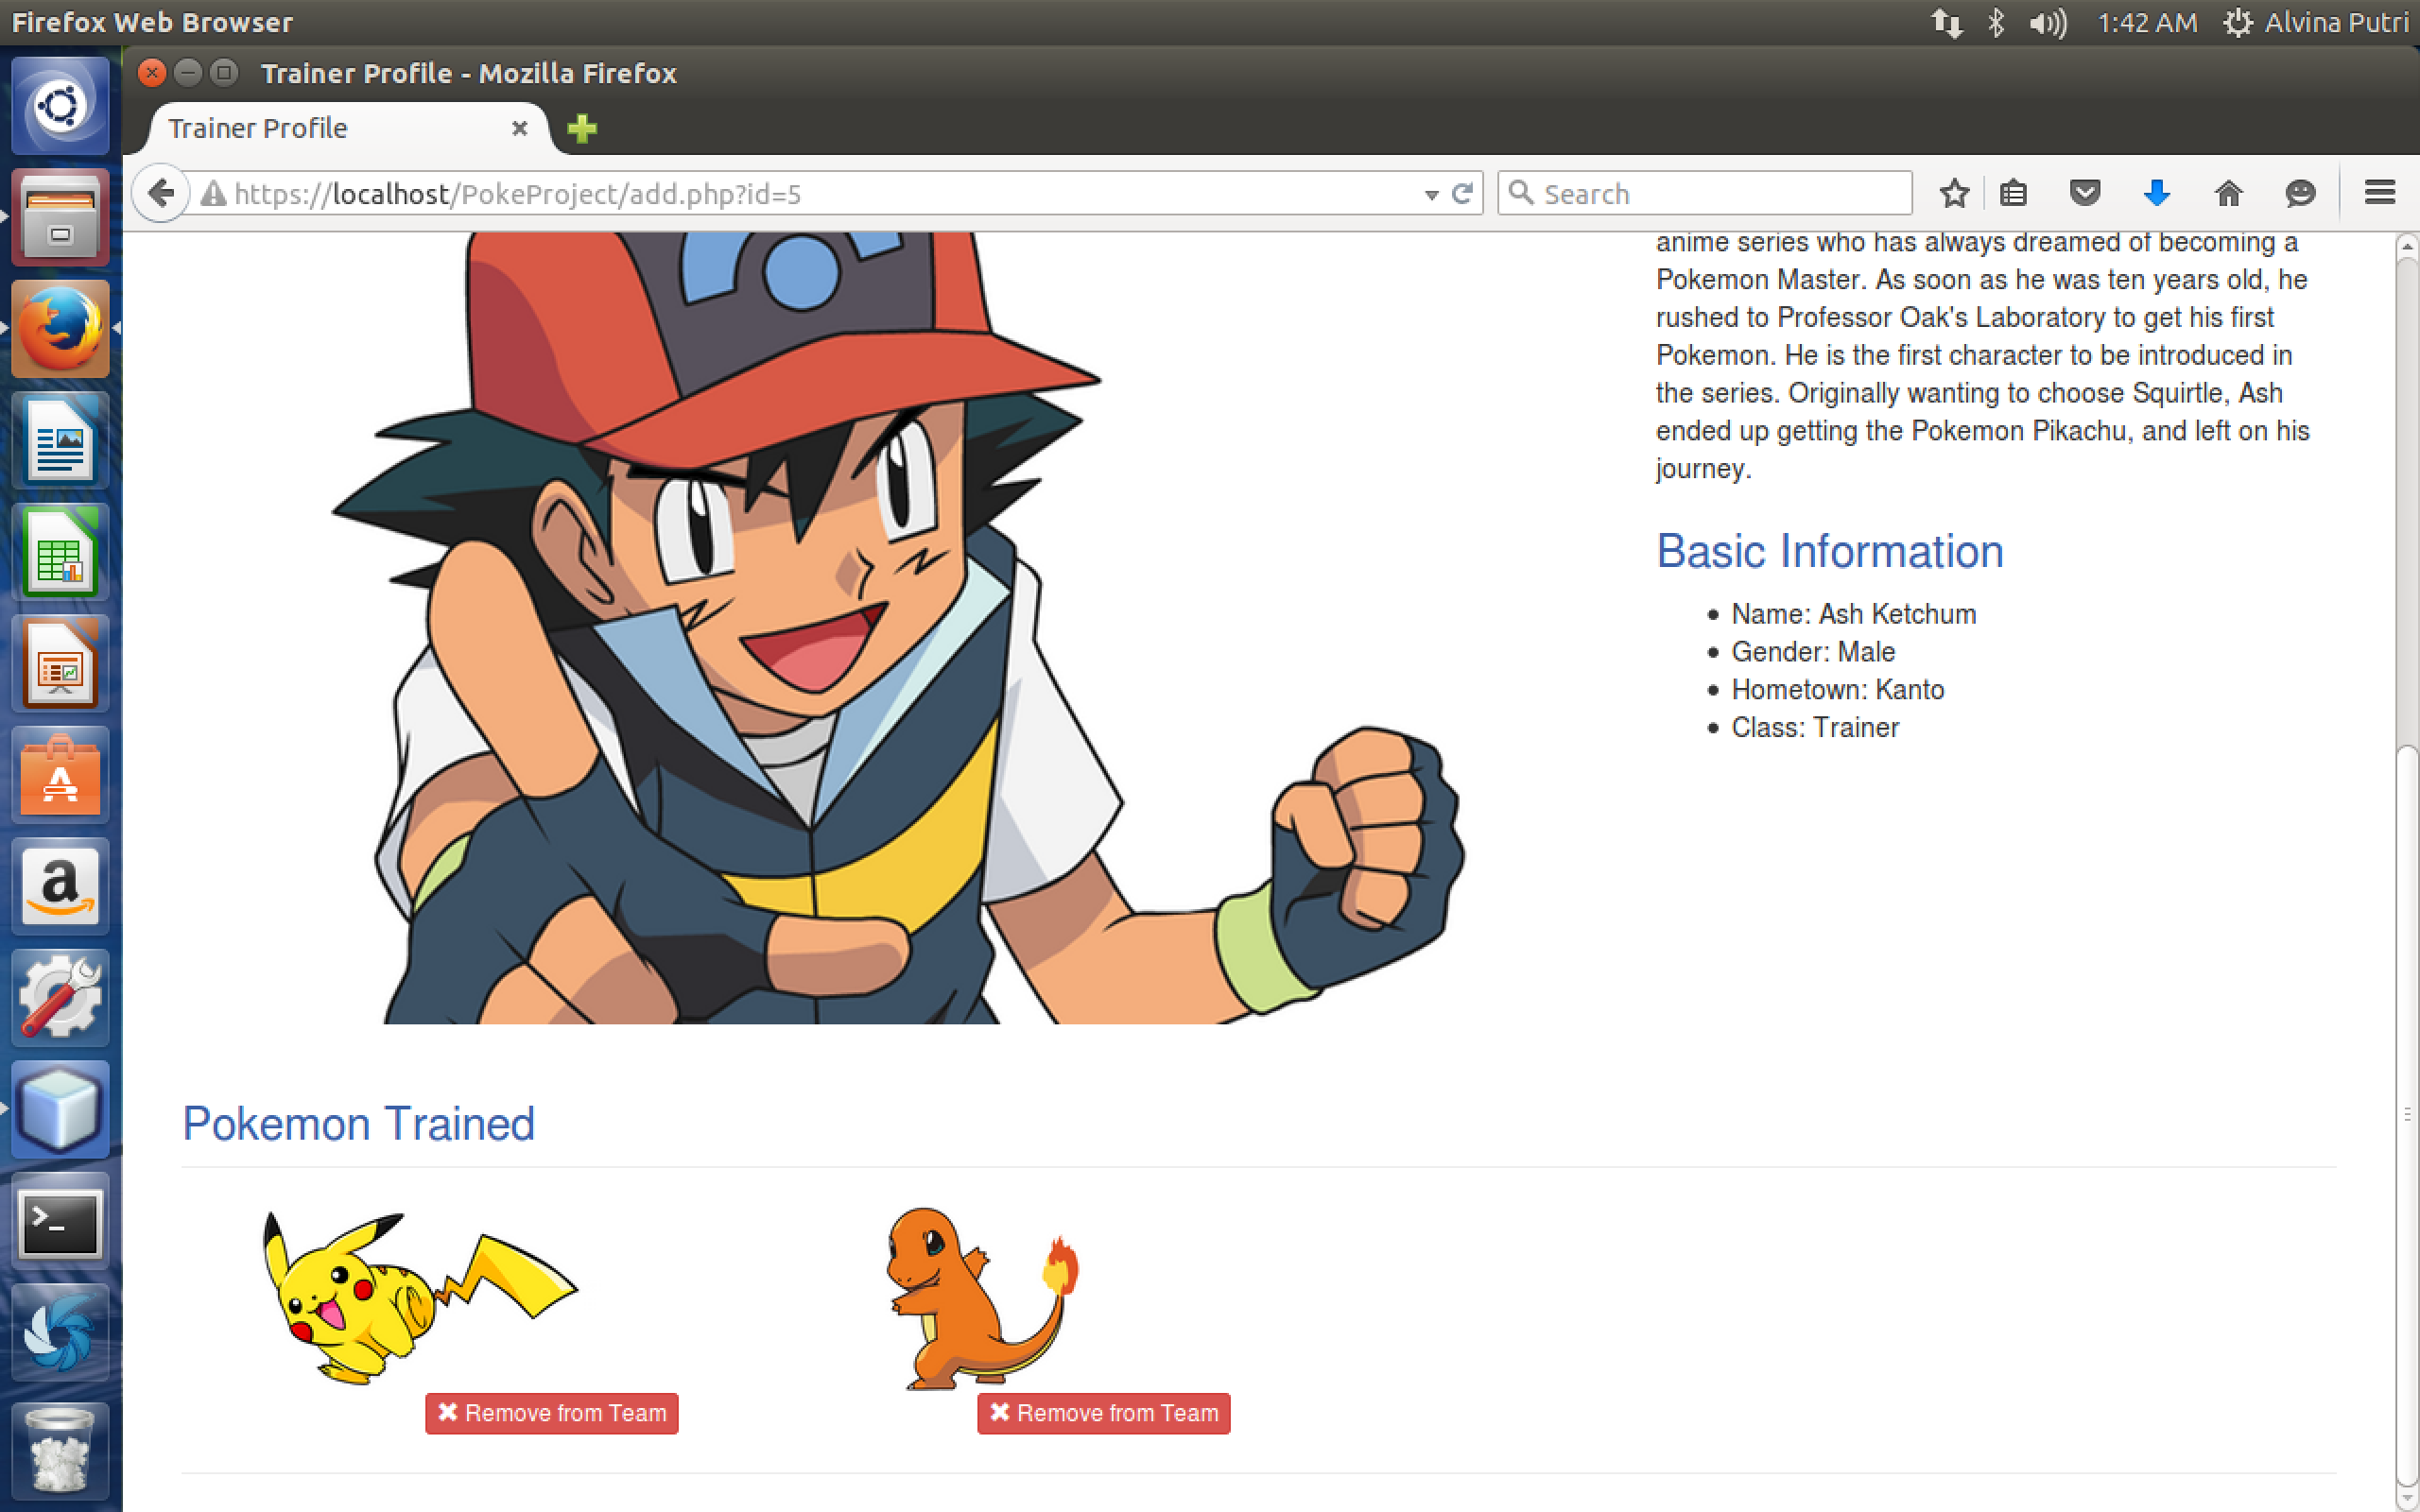 Firefox Web Browser
1:42 AM
Alvina Putri
Trainer Profile - Mozilla Firefox
Trainer Profile
https://localhost/PokeProject/add.php?id=5
Search
anime series who has always dreamed of becoming a
Pokemon Master. As soon as he was ten years old, he
rushed to Professor Oak's Laboratory to get his first
Pokemon. He is the first character to be introduced in
the series. Originally wanting to choose Squirtle, Ash
ended up getting the Pokemon Pikachu, and left on his
journey.
Basic Information
Name: Ash Ketchum
Gender: Male
Hometown: Kanto
Class: Trainer
Pokemon Trained
Remove from Team
Remove from Team